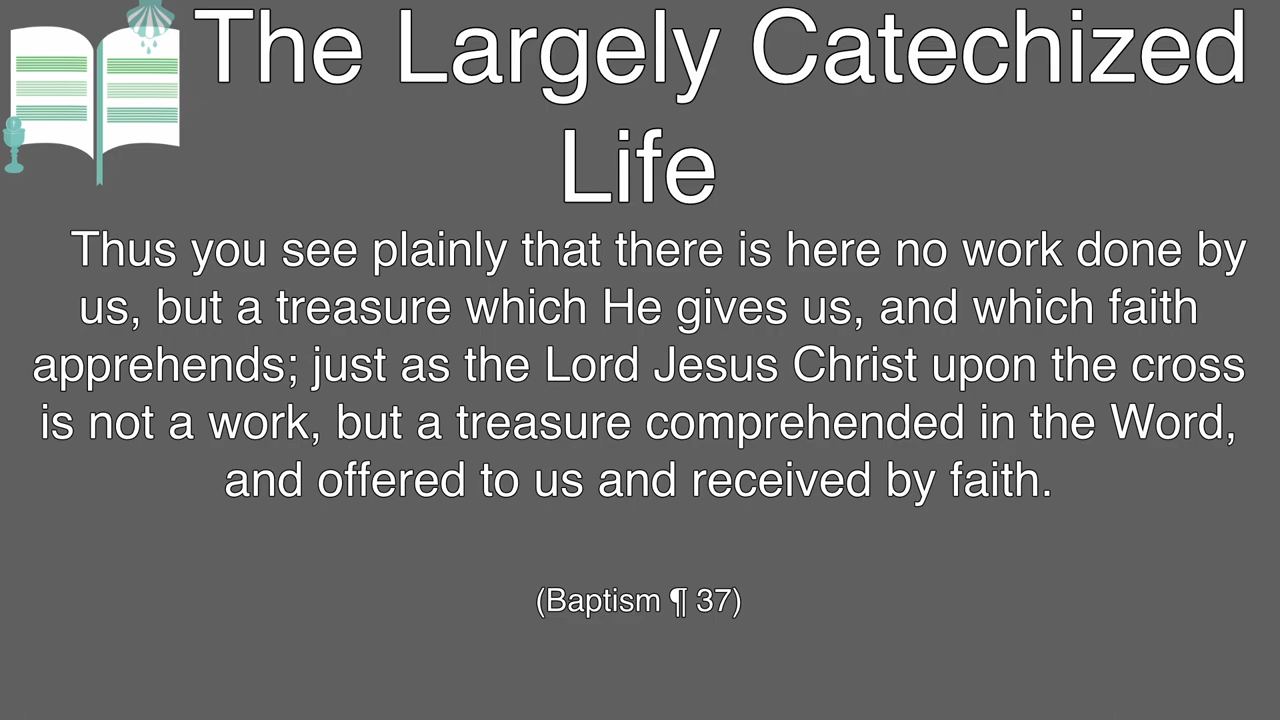 The Largely Catechized
Life
Thus you see plainly that there is here no work done by
us, but a treasure which He gives us, and which faith
apprehends; just as the Lord Jesus Christ upon the cross
is not a work, but a treasure comprehended in the Word,
and offered to us and received by faith.
(Baptism ¶ 37)